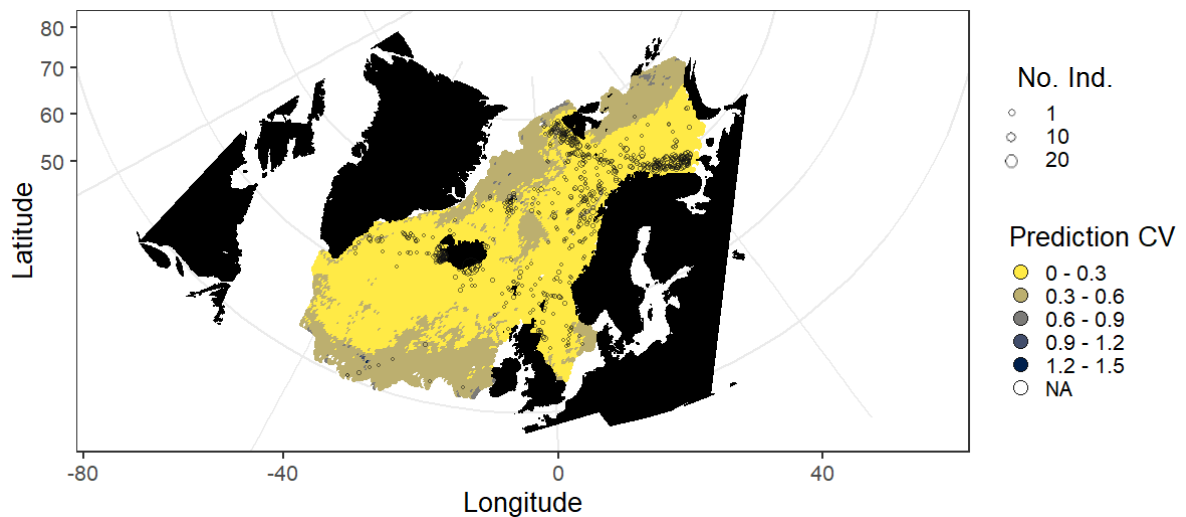 80
70
60
50
Latitude
-80
-40
0
40
Longitude
No. Ind.
1
10
20
Prediction CV
0 - 0.3
0.3 - 0.6
0.6 - 0.9
0.9 - 1.2
1.2 - 1.5
NA